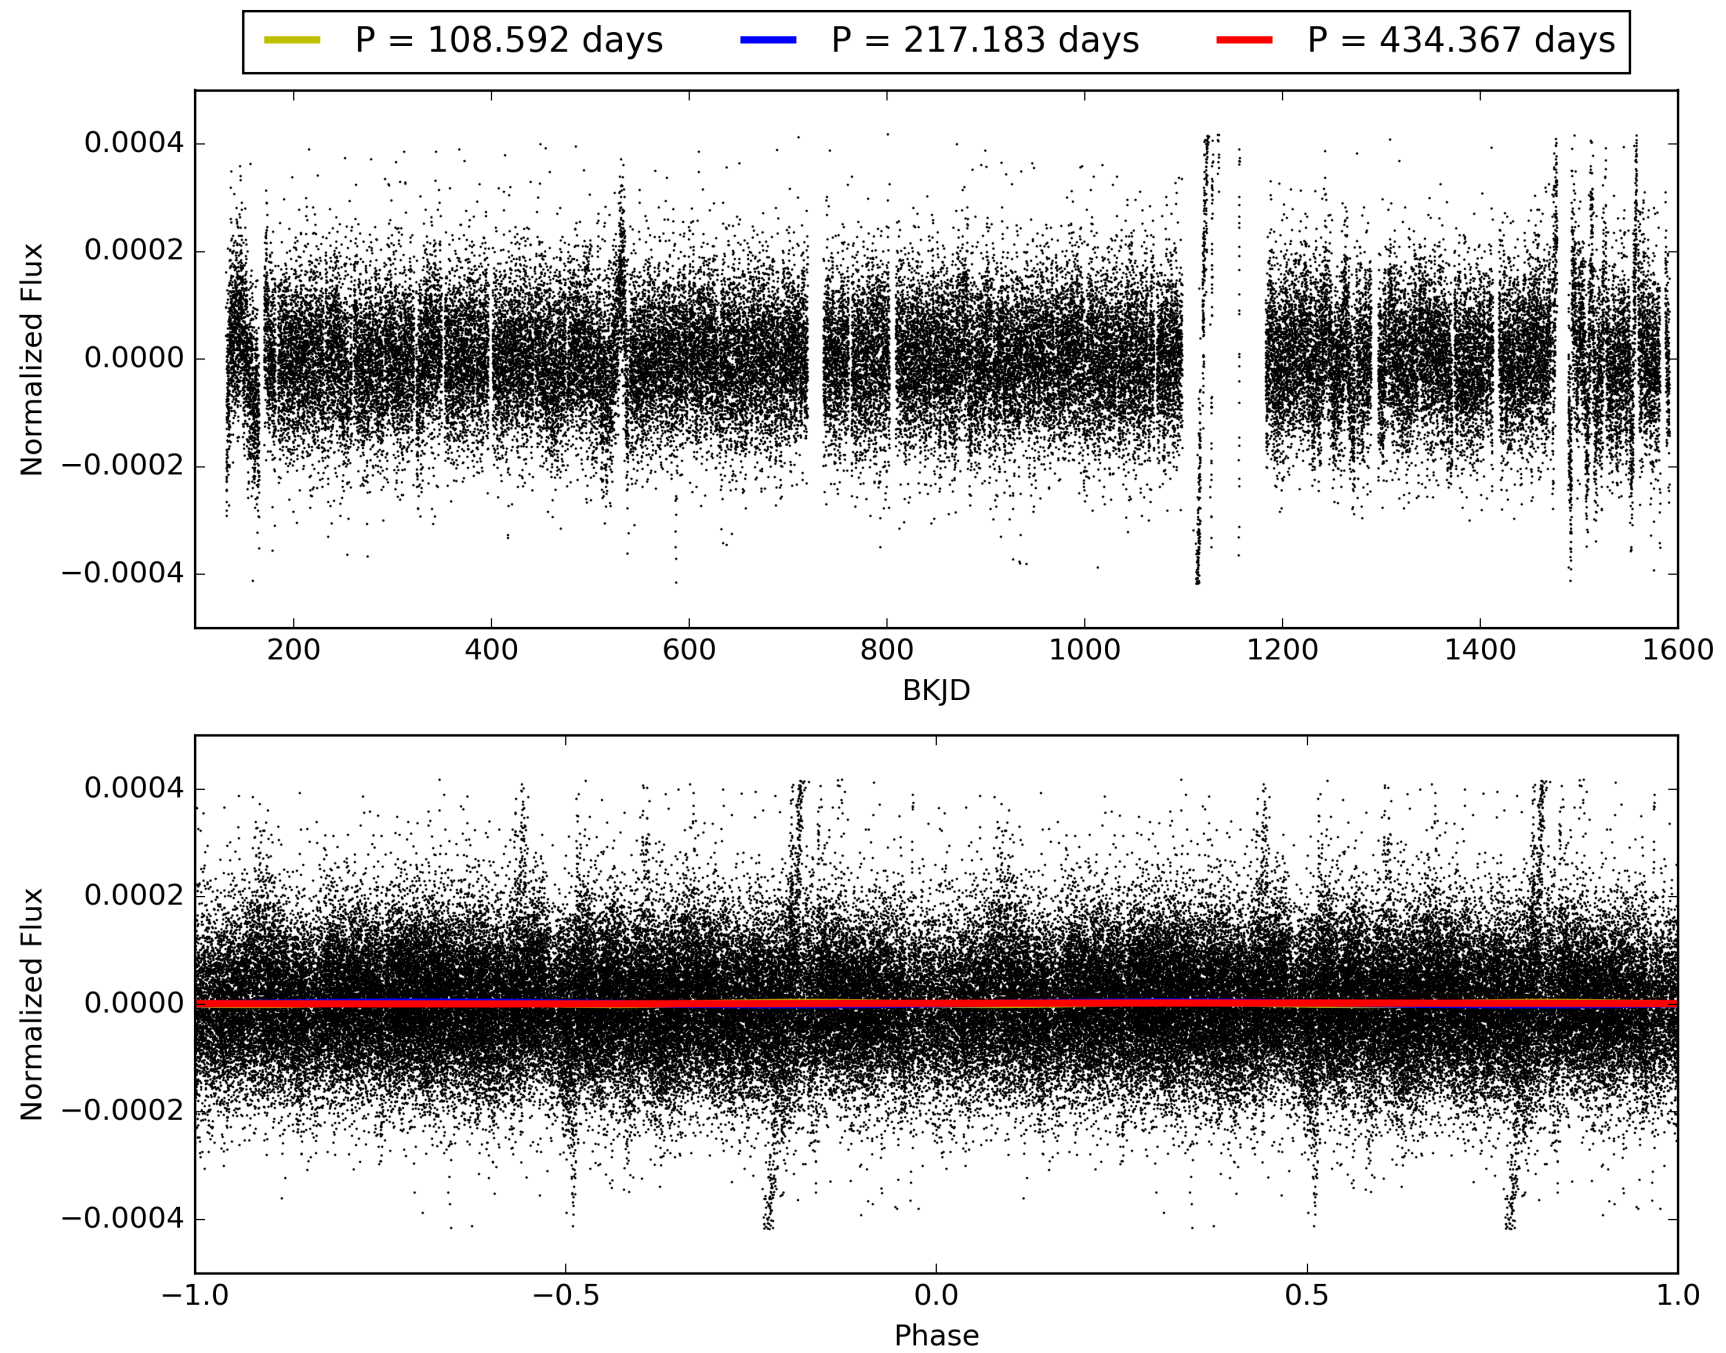 P = 108.592 days P = 217.183 days P = 434.367 days
0.0004
0.0002
0.0000
−0.0002
−0.0004
Normalized Flux
200 400 600 800 1000 1200 1400 1600
BKJD
0.0004
0.0002
0.0000
−0.0002
−0.0004
Normalized Flux
−1.0 −0.5 0.0 0.5 1.0
Phase